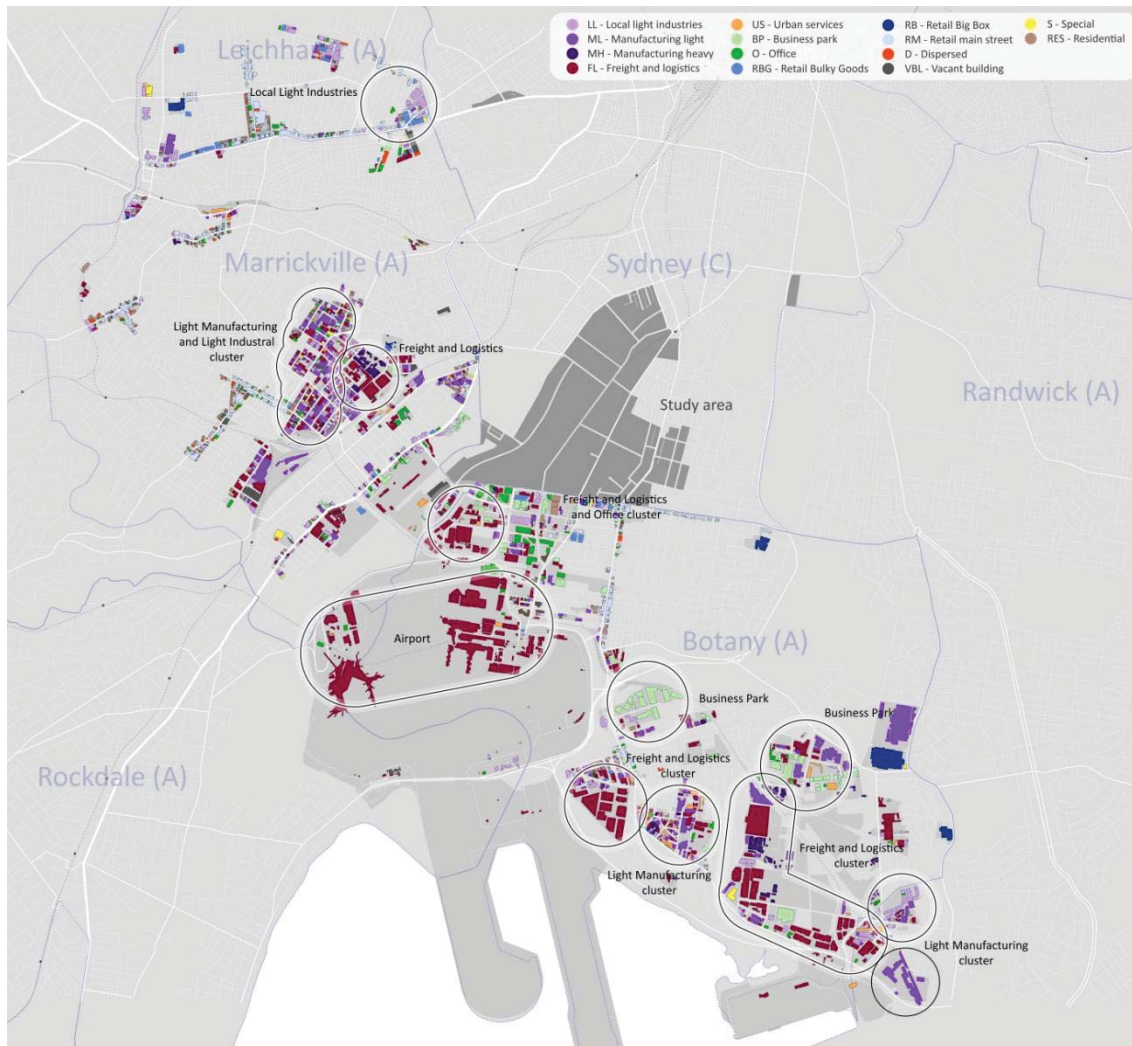 LL - Local light industries
ML - Manufacturing light
MH - Manufacturing heavy
FL - Freight and logistics
US - Urban services
BP - Business park
O - Office
RBG - Retail Bulky Goods
RB - Retail Big Box
RM - Retail main street
D - Dispersed
VBL - Vacant building
S - Special
RES - Residential
Leichhardt (A)
Local Light Industries
Marrickville (A)
Sydney (C)
Light Manufacturing
and Light Industral
cluster
Freight and Logistics
Randwick (A)
Study area
Freight and Logistics
and Office cluster
Airport
Botany (A)
Business Park
Business Park
Rockdale (A)
Freight and Logistics
cluster
Freight and Logistics
cluster
Light Manufacturing
cluster
Light Manufacturing
cluster